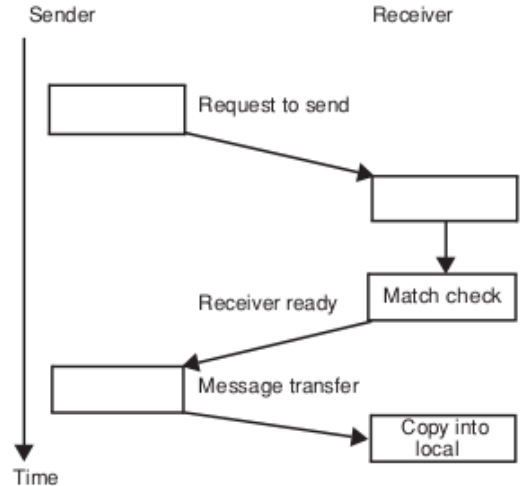 Sender
Receiver
Request to send
Match check
Receiver ready
Message transfer
Copy into
local
Time